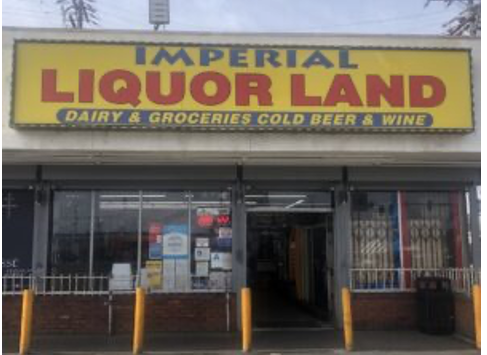 IMPERIAL
LIQUOR LAND
DAIRY & GROCERIES COLD BEER & WINE